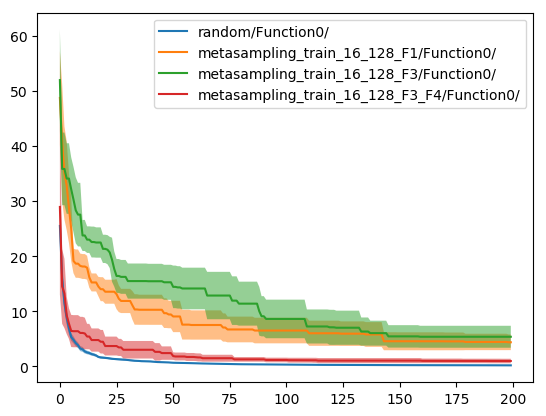 random/Function0/
metasampling_train_16_128_F1/Function0/
metasampling_train_16_128_F3/Function0/
metasampling_train_16_128_F3_F4/Function0/
60
50
40
30
20
10
0
0 25 50 75 100 125 150 175 200